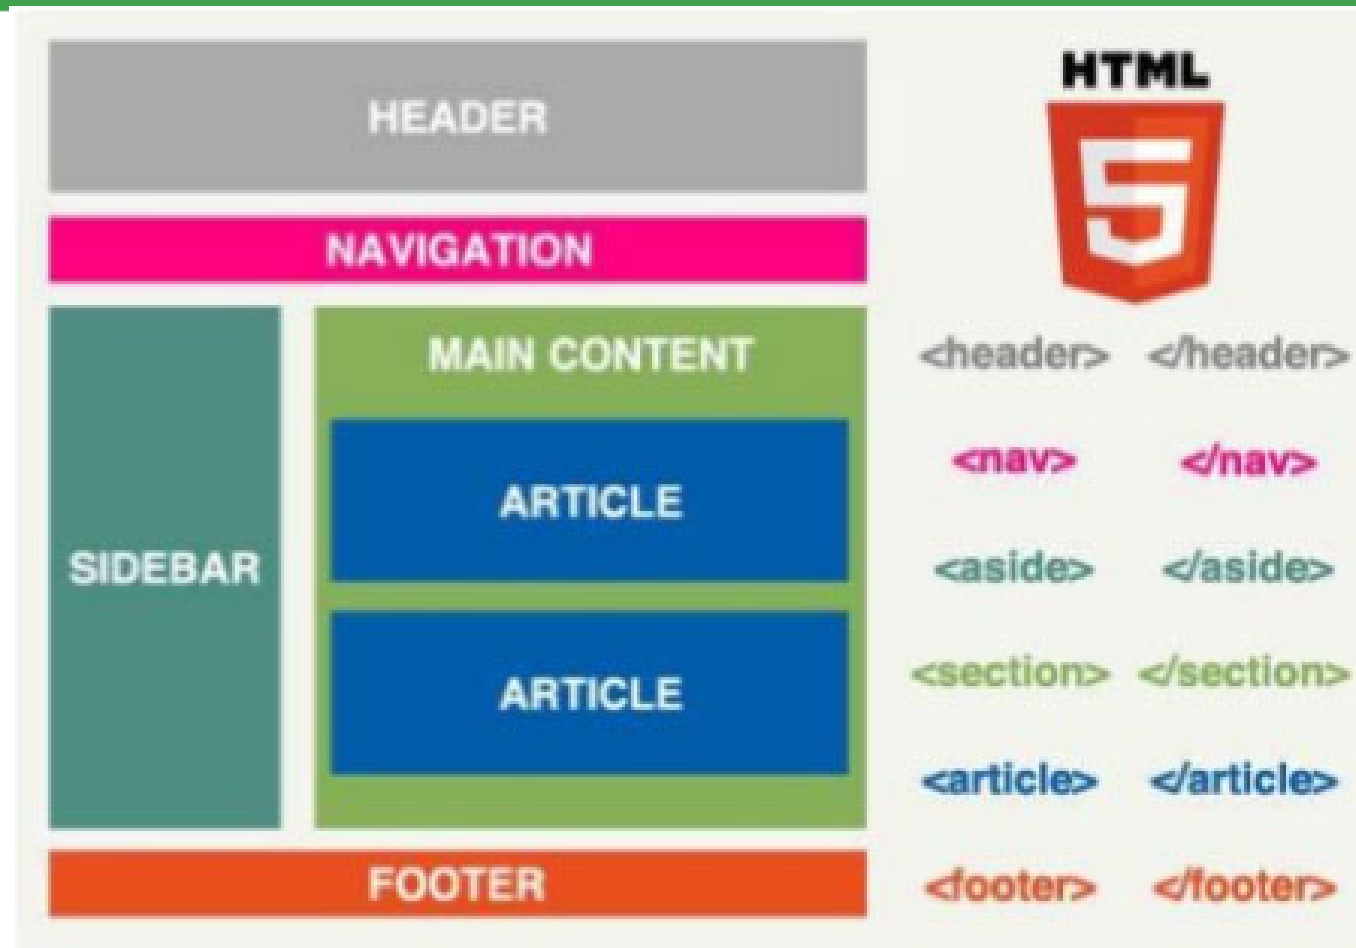 HEADER
NAVIGATION
SIDEBAR
MAIN CONTENT
ARTICLE
ARTICLE
FOOTER
HTML
5
<header> </header>
<nav> </nav>
<aside> </aside>
<section> </section>
<article> </article>
<footer> </footer>